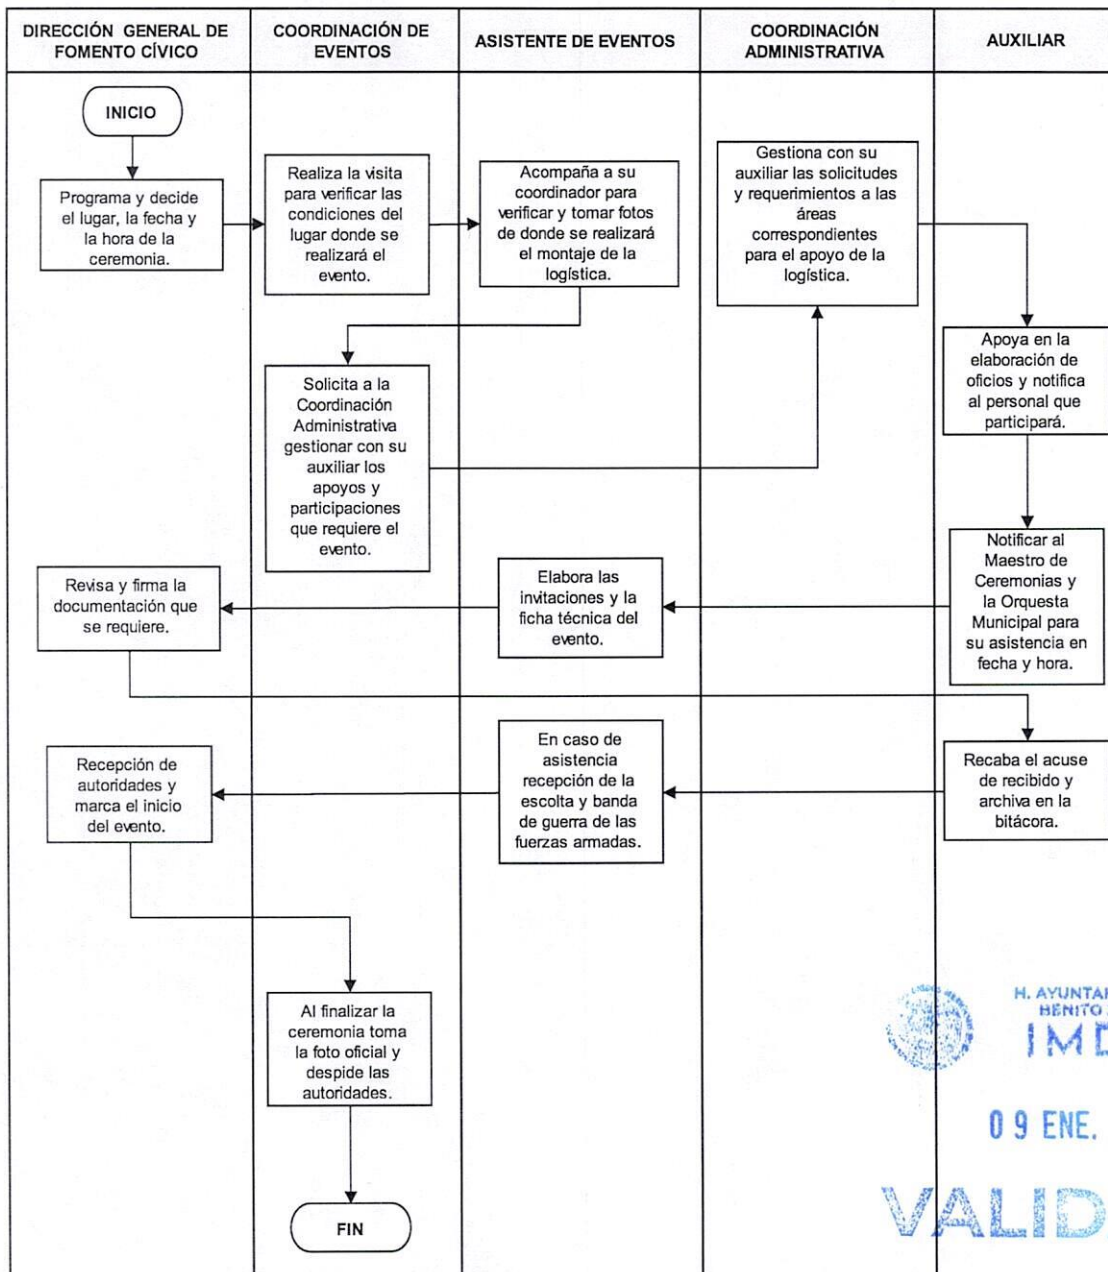 DIRECCIÓN GENERAL DE
FOMENTO CÍVICO
COORDINACIÓN DE
EVENTOS
ASISTENTE DE EVENTOS
COORDINACIÓN
ADMINISTRATIVA
AUXILIAR
INICIO
Programa y decide
el lugar, la fecha y
la hora de la
ceremonia.
Realiza la visita
para verificar las
condiciones del
lugar donde se
realizará el
evento.
Acompaña a su
coordinador para
verificar y tomar fotos
de donde se realizará
el montaje de la
logística.
Gestiona con su
auxiliar las solicitudes
y requerimientos a las
áreas
correspondientes
para el apoyo de la
logística.
Solicita a la
Coordinación
Administrativa
gestionar con su
auxiliar los
apoyos y
participaciones
que requiere el
evento.
Apoya en la
elaboración de
oficios y notifica
al personal que
participará.
Notificar al
Maestro de
Ceremonias y
la Orquesta
Municipal para
su asistencia en
fecha y hora.
Elabora las
invitaciones y la
ficha técnica del
evento.
Revisa y firma la
documentación que
se requiere.
Recaba el acuse
de recibido y
archiva en la
bitácora.
En caso de
asistencia
recepción de la
escolta y banda
de guerra de las
fuerzas armadas.
Recepción de
autoridades y
marca el inicio
del evento.
Al finalizar la
ceremonia toma
la foto oficial y
despide las
autoridades.
FIN
H. AYUNTA
BENITO
IMD
09 ENE.
VALID